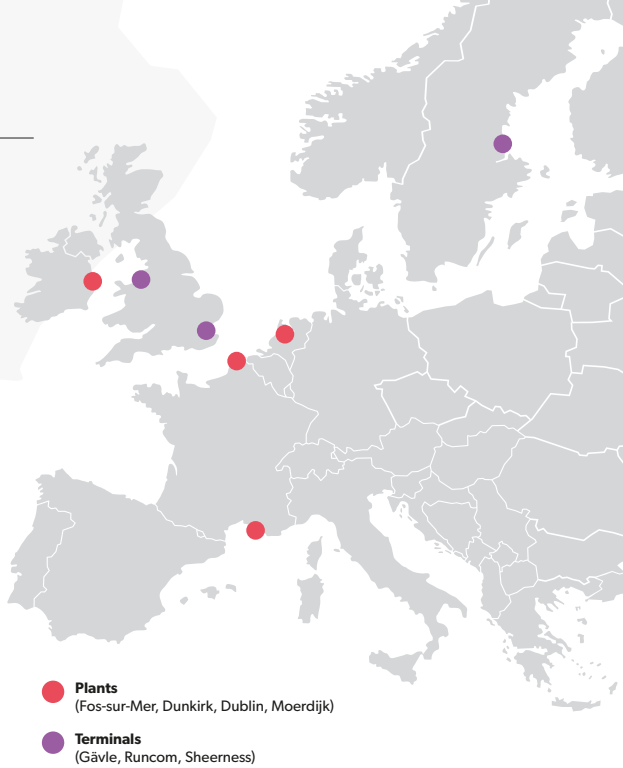 Plants
(Fos-sur-Mer, Dunkirk, Dublin, Moerdijk)
Terminals
(Gävle, Runcom, Sheerness)